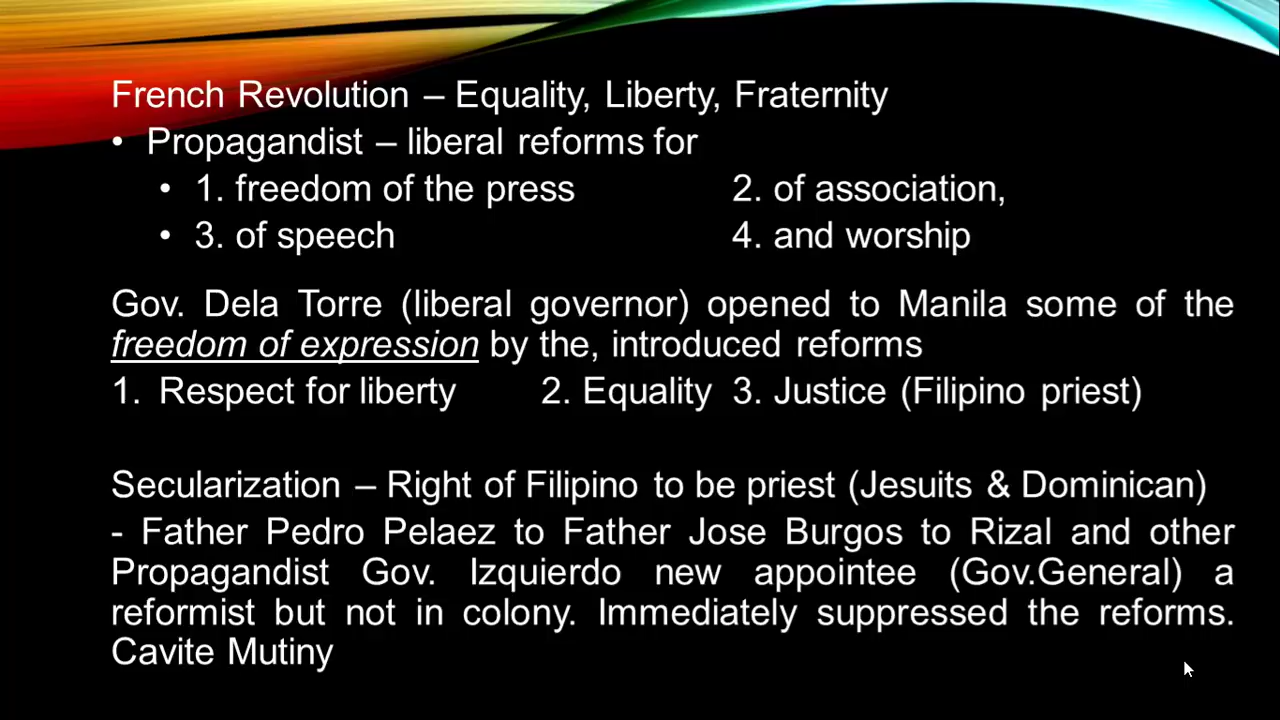 French Revolution – Equality, Liberty, Fraternity
• Propagandist – liberal reforms for
• 1. freedom of the press 2. of association,
• 3. of speech 4. and worship
Gov. Dela Torre (liberal governor) opened to Manila some of the
freedom of expression by the, introduced reforms
1. Respect for liberty 2. Equality 3. Justice (Filipino priest)
Secularization – Right of Filipino to be priest (Jesuits & Dominican)
- Father Pedro Pelaez to Father Jose Burgos to Rizal and other
Propagandist Gov. Izquierdo new appointee (Gov.General) a
reformist but not in colony. Immediately suppressed the reforms.
Cavite Mutiny